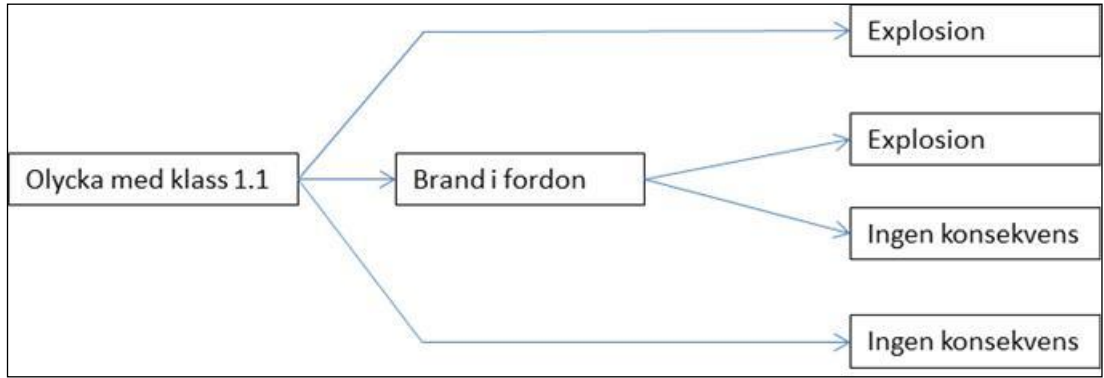 Explosion
Explosion
Olycka med klass 1.1
Brand i fordon
Ingen konsekvens
Ingen konsekvens